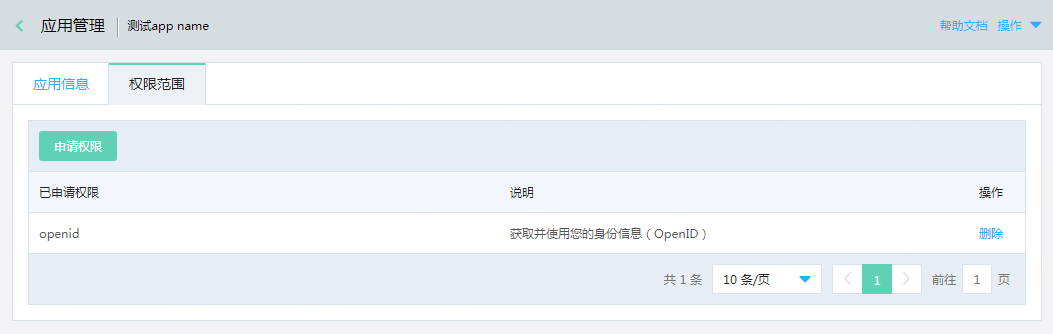 应用管理 测试app name 帮助文档 操作
应用信息 权限范围
申请权限
已申请权限 说明 操作
openid 获取并使用您的身份信息（OpenID） 删除
共 1 条 10 条/页 1 前往 1 页